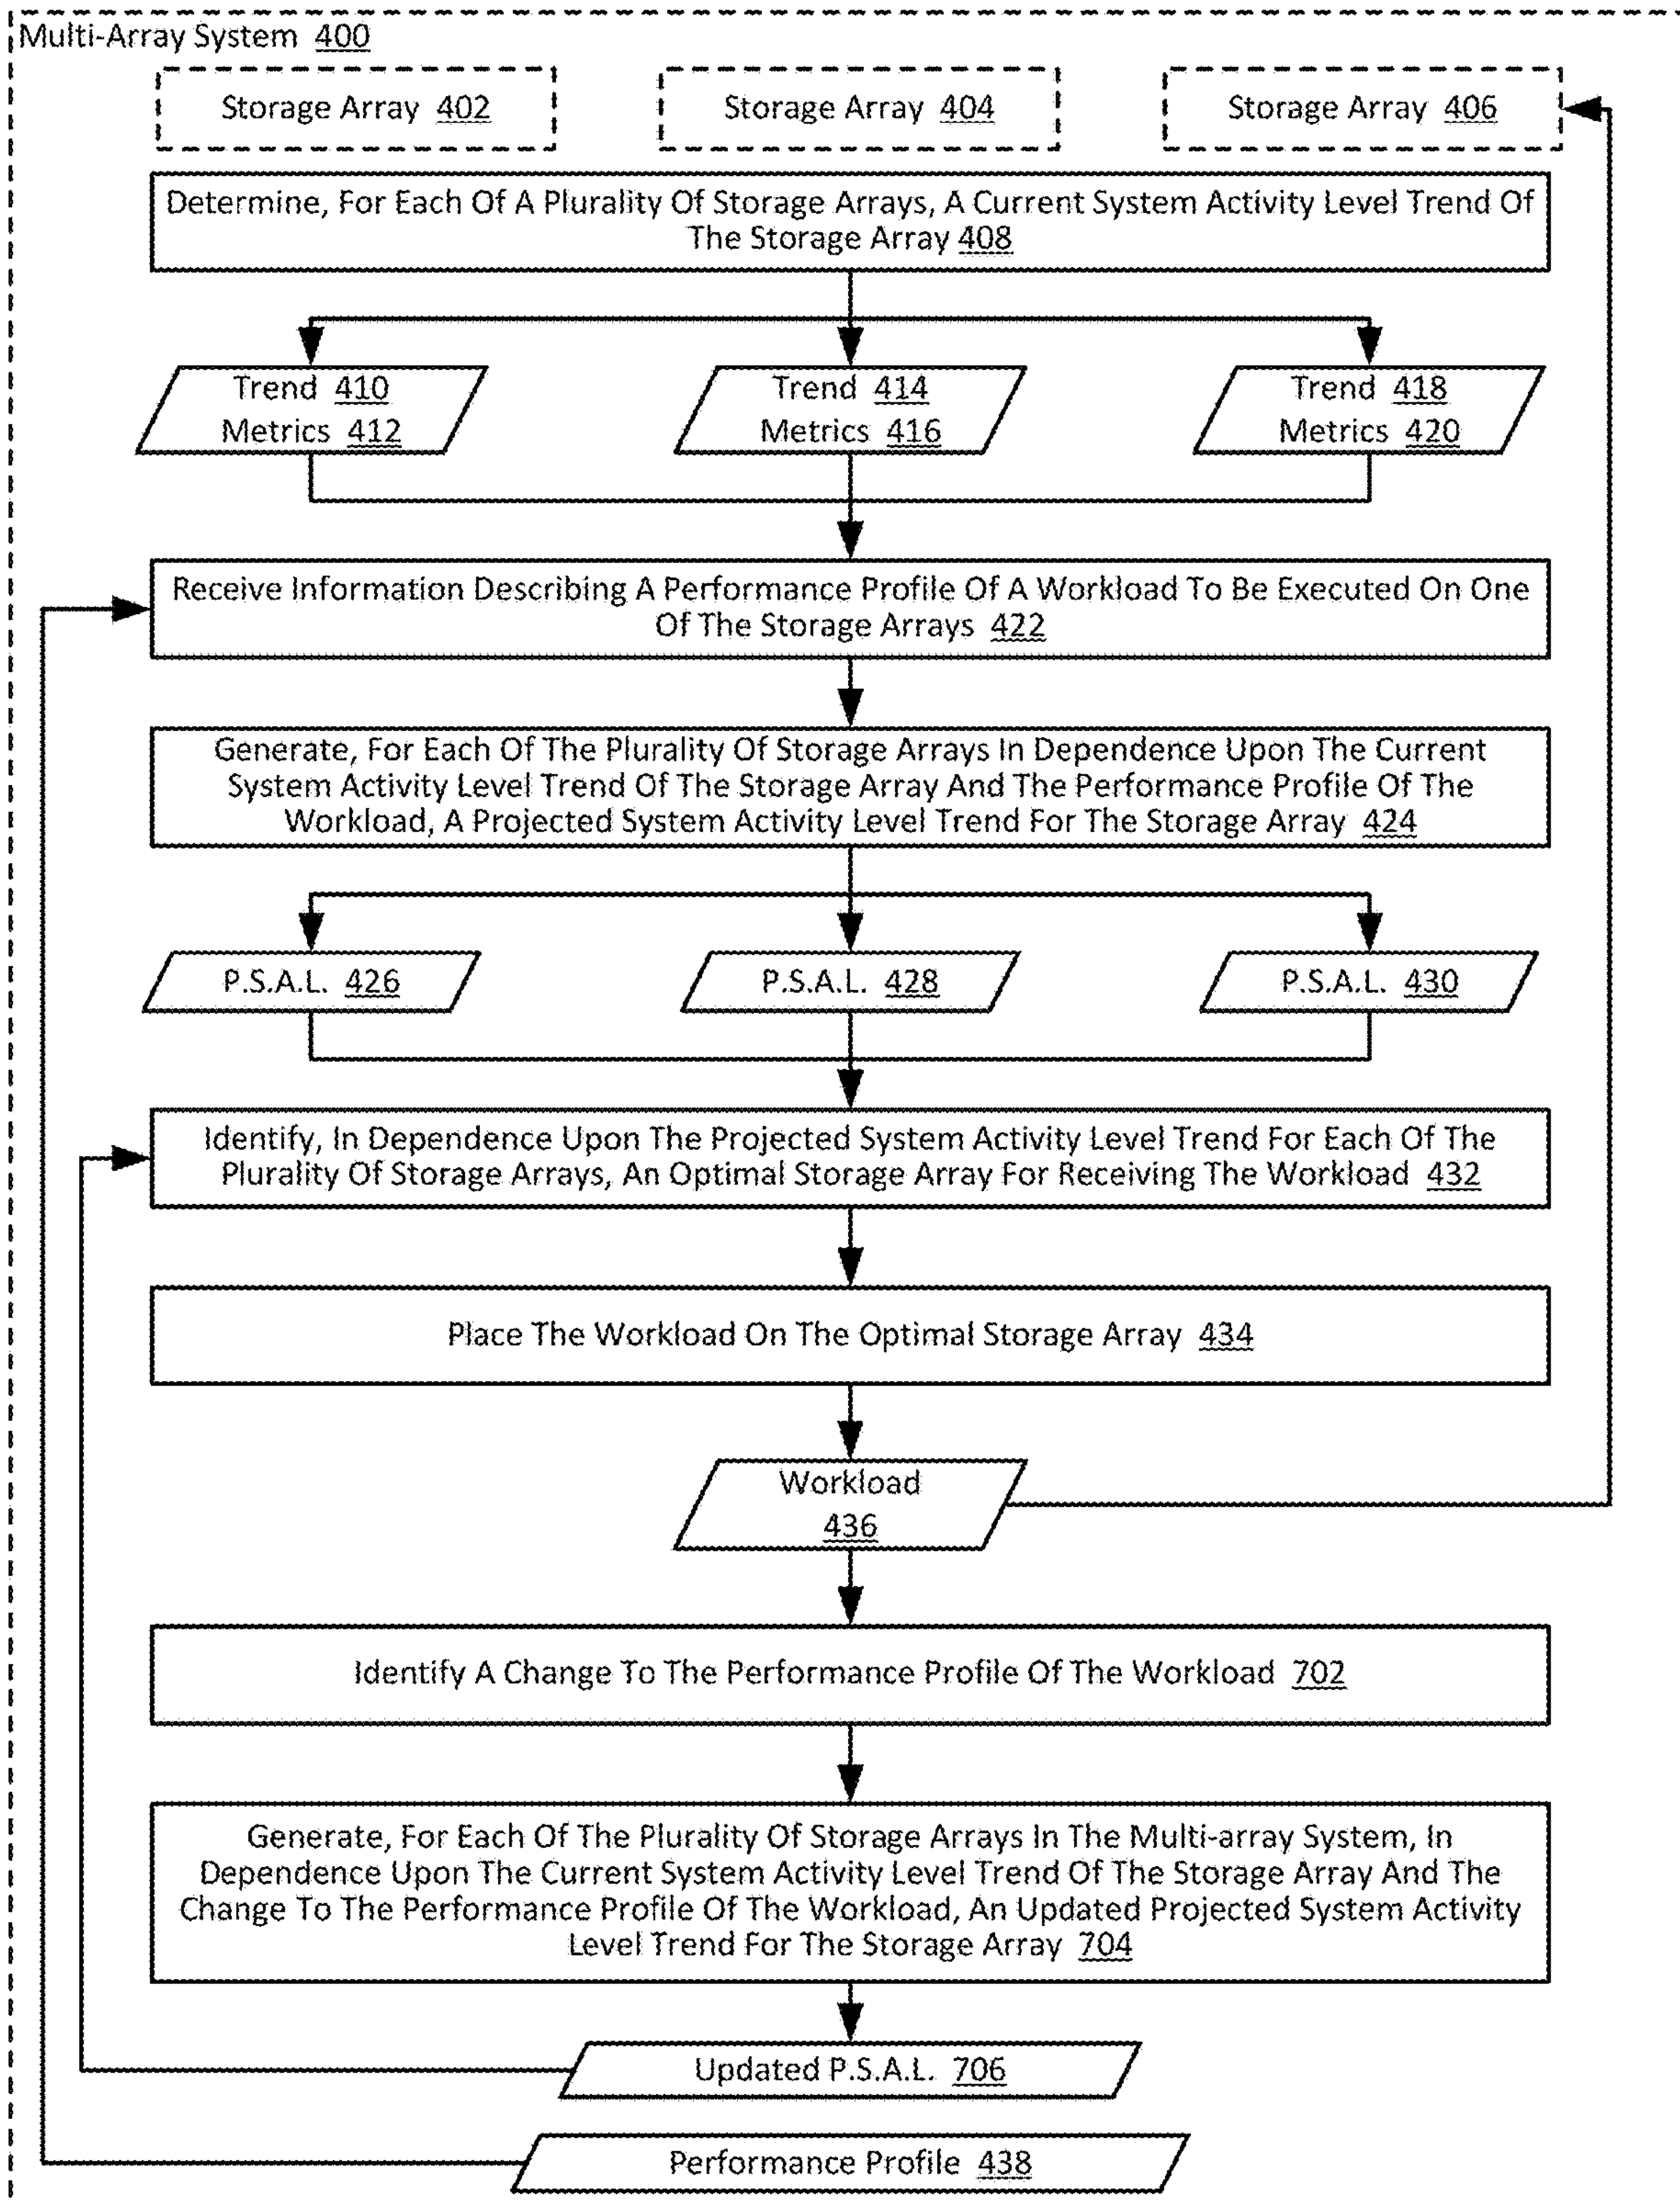 Multi-Array System 400
Storage Array 402
Storage Array 404
Storage Array 406
Determine, For Each Of A Plurality Of Storage Arrays, A Current System Activity Level Trend Of
The Storage Array 408
Trend 410
Metrics 412
Trend 414
Metrics 416
Trend 418
Metrics 420
Receive Information Describing A Performance Profile Of A Workload To Be Executed On One
Of The Storage Arrays 422
Generate, For Each Of The Plurality Of Storage Arrays In Dependence Upon The Current
System Activity Level Trend Of The Storage Array And The Performance Profile Of The
Workload, A Projected System Activity Level Trend For The Storage Array 424
P.S.A.L. 426
P.S.A.L. 428
P.S.A.L. 430
Identify, In Dependence Upon The Projected System Activity Level Trend For Each Of The
Plurality Of Storage Arrays, An Optimal Storage Array For Receiving The Workload 432
Place The Workload On The Optimal Storage Array 434
Workload
436
Identify A Change To The Performance Profile Of The Workload 702
Generate, For Each Of The Plurality Of Storage Arrays In The Multi-array System, In
Dependence Upon The Current System Activity Level Trend Of The Storage Array And The
Change To The Performance Profile Of The Workload, An Updated Projected System Activity
Level Trend For The Storage Array 704
Updated P.S.A.L. 706
Performance Profile 438